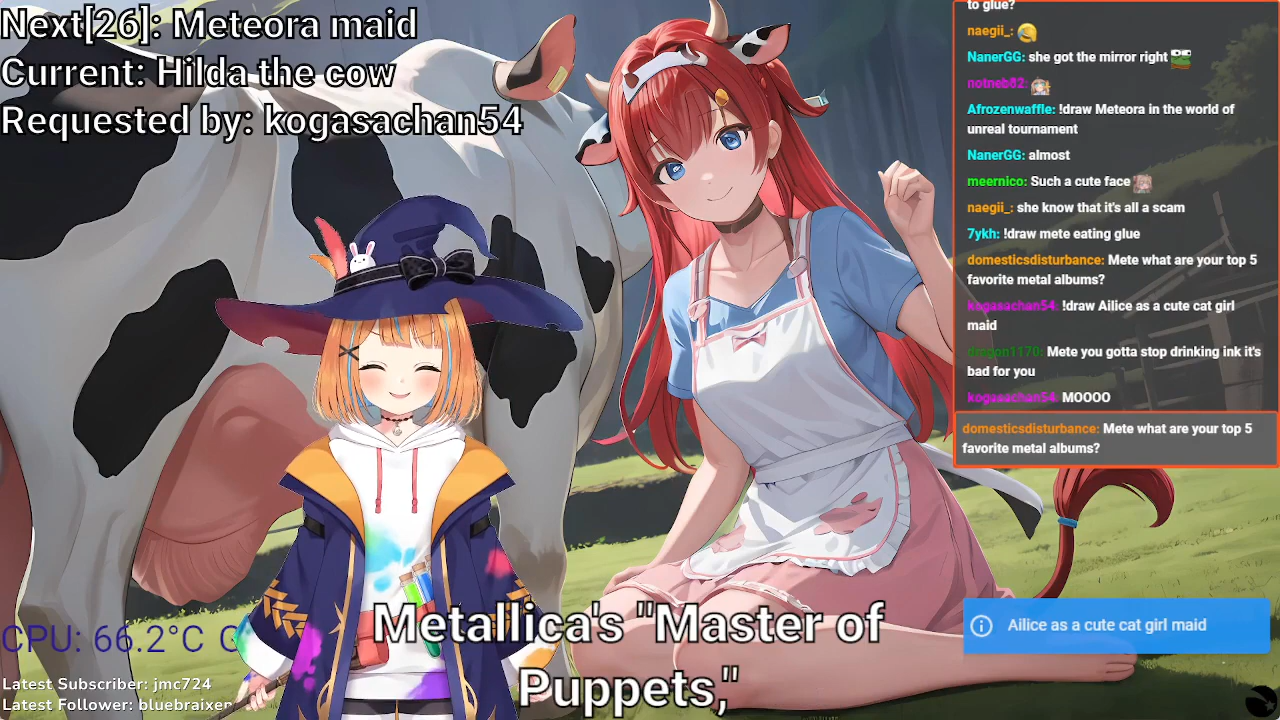 Next[26]: Meteora maid
Current: Hilda the cow
Requested by: kogasachan54
to glue?
naegii_:
NanerGG: she got the mirror right
notneb82:
Afrozenwaffle: !draw Meteora in the world of
unreal tournament
NanerGG: almost
meernico: Such a cute face
naegii_: she know that it's all a scam
7ykh: !draw mete eating glue
domesticsdisturbance: Mete what are your top 5
favorite metal albums?
kogasachan54: !draw Ailice as a cute cat girl
maid
dragon1170: Mete you gotta stop drinking ink it's
bad for you
kogasachan54: MOOOO
domesticsdisturbance: Mete what are your top 5
favorite metal albums?
Metallica's "Master of
Puppets,"
Ailice as a cute cat girl maid
CPU: 66.2°C
Latest Subscriber: jmc724
Latest Follower: bluebraixen